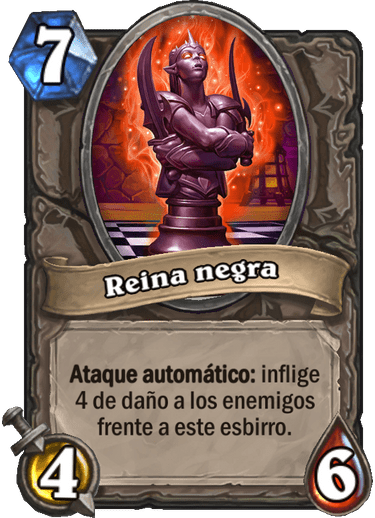 7
Reina negra
Ataque automático: inflige
4 de daño a los enemigos
frente a este esbirro.
4
6